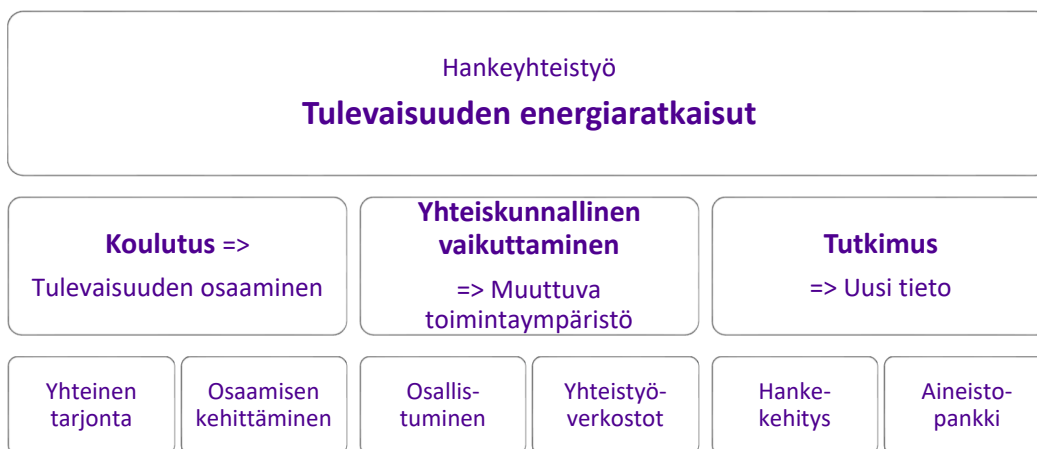 Hankeyhteistyö
Tulevaisuuden energiaratkaisut
Koulutus =>
Tulevaisuuden osaaminen
Yhteiskunnallinen
vaikuttaminen
=> Muuttuva
toimintaympäristö
Tutkimus
=> Uusi tieto
Yhteinen
tarjonta
Osaamisen
kehittäminen
Osallis-
tuminen
Yhteistyö-
verkostot
Hanke-
kehitys
Aineisto-
pankki